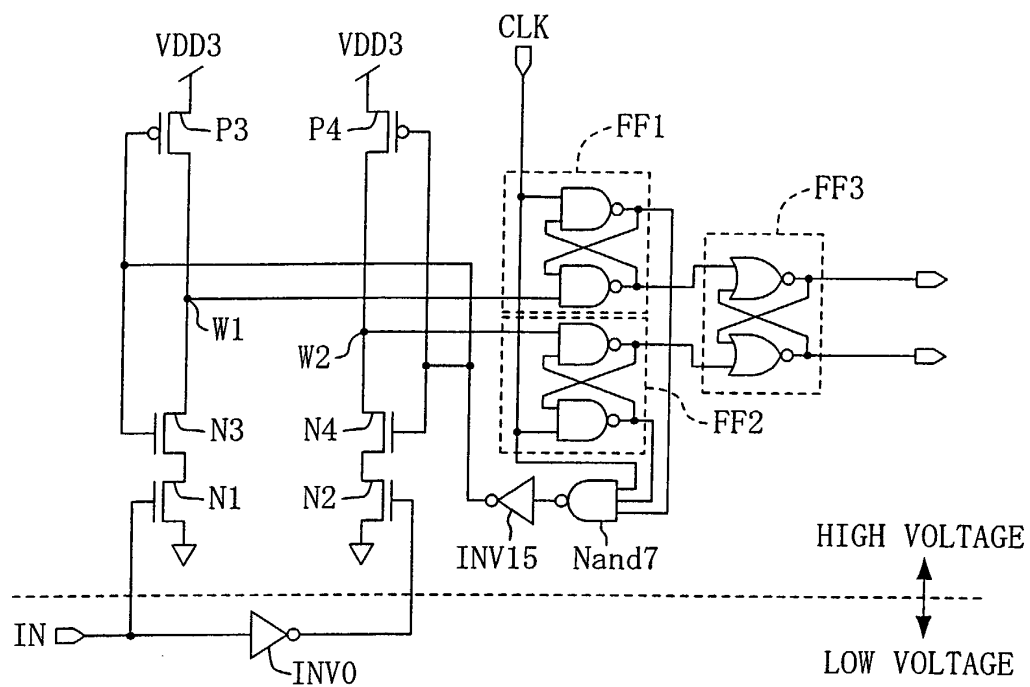 CLK
VDD3
VDD3
P3
P4
FF1
FF3
W1
W2
N3
N4
FF2
N1
N2
INV15
Nand7
HIGH VOLTAGE
IN
INV0
LOW VOLTAGE